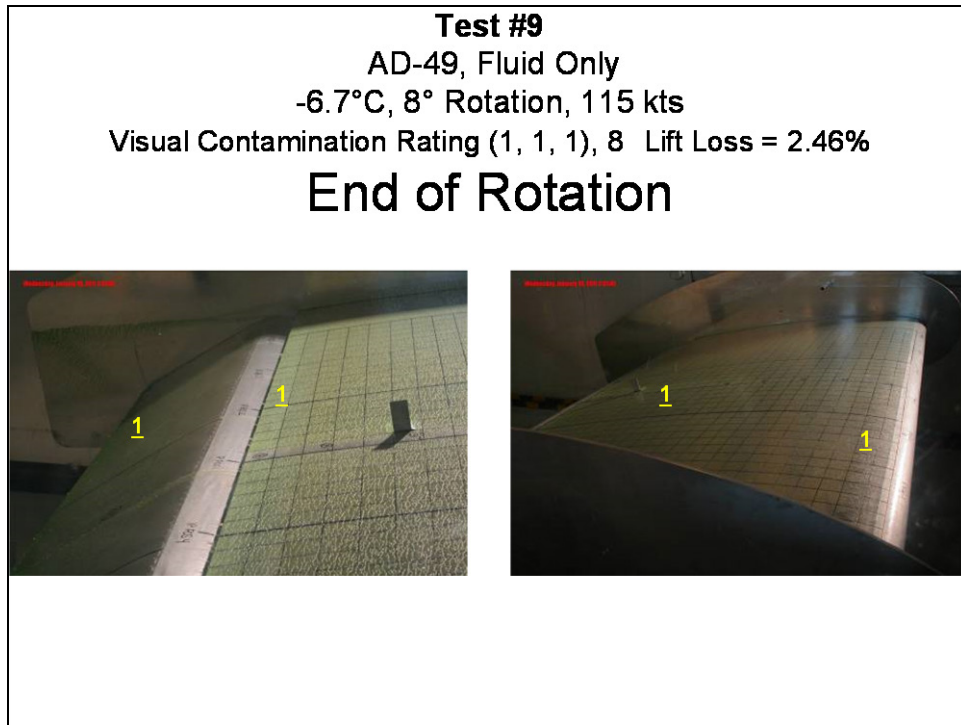 Test #9
AD-49, Fluid Only
-6.7°C, 8° Rotation, 115 kts
Visual Contamination Rating (1, 1, 1), 8 Lift Loss = 2.46%
End of Rotation
1
1
1
1